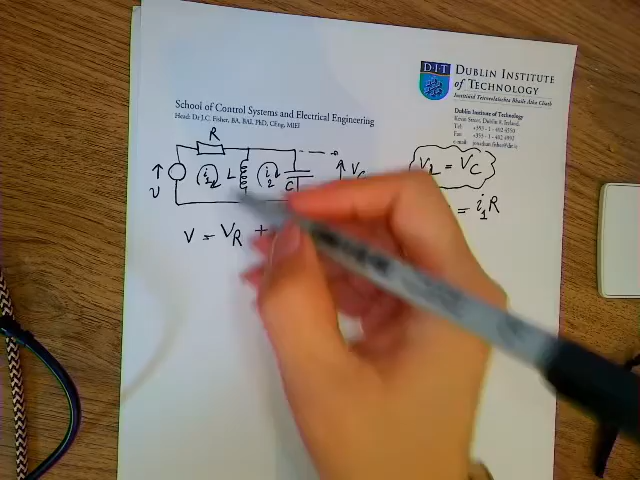 DIT DUBLIN INSTITUTE
of TECHNOLOGY
Institiúid Teicneolaíochta Bhaile Átha Cliath
School of Control Systems and Electrical Engineering
Head: Dr J.C. Fisher, BA, BAI, PhD, CEng, MIEI
Dublin Institute of Technology
Kevin Street, Dublin 8, Ireland.
Tel
Fax
R
v i1 L i2 C VC
VL = VC
= i1R
V = VR +